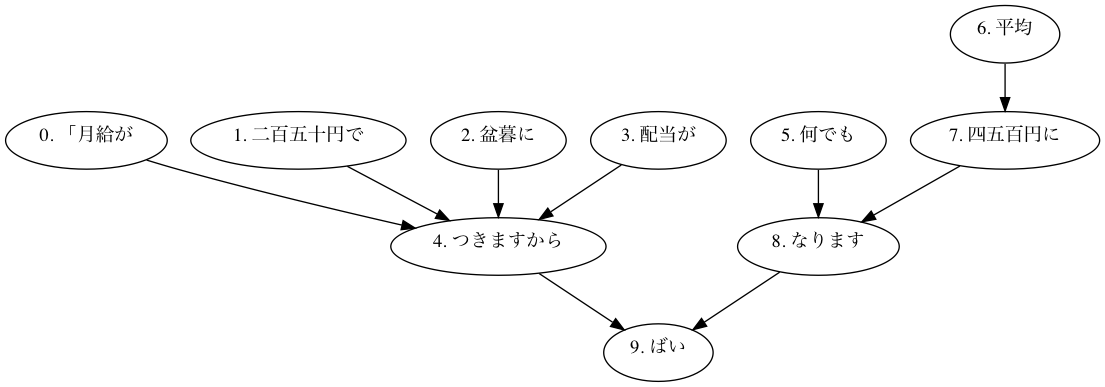 6. 平均
0. 「月給が
1. 二百五十円で
2. 盆暮に
3. 配当が
5. 何でも
7. 四五百円に
4. つきますから
8. なります
9. ばい